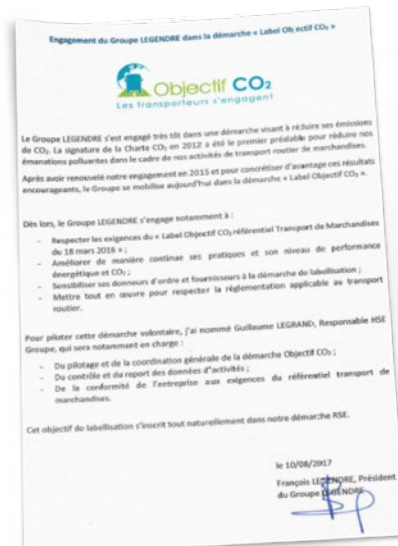 Engagement du Groupe LEGENDRE dans la démarche « Label Objectif CO₂ »
Objectif CO₂
Les transporteurs s'engagent
Le Groupe LEGENDRE s'est engagé très tôt dans une démarche visant à réduire ses émissions
de CO₂. La signature de la Charte CO₂ en 2012 a été le premier préalable pour réduire nos
émanations polluantes dans le cadre de nos activités de transport routier de marchandises.
Après avoir renouvelé notre engagement en 2015 et pour concrétiser d'avantage ces résultats
encourageants, le Groupe se mobilise aujourd'hui dans la démarche « Label Objectif CO₂ ».
Dès lors, le Groupe LEGENDRE s'engage notamment à :
- Respecter les exigences du « Label Objectif CO₂ référentiel Transport de Marchandises
du 18 mars 2016 » ;
- Améliorer de manière continue ses pratiques et son niveau de performance
énergétique et CO₂ ;
- Sensibiliser ses donneurs d'ordre et fournisseurs à la démarche de labellisation ;
- Mettre tout en œuvre pour respecter la règlementation applicable au transport
routier.
Pour piloter cette démarche volontaire, j'ai nommé Guillaume LEGRAND, Responsable HSE
Groupe, qui sera notamment en charge :
- Du pilotage et de la coordination générale de la démarche Objectif CO₂ ;
- Du contrôle et du report des données d'activités ;
- De la conformité de l'entreprise aux exigences du référentiel transport de
marchandises.
Cet objectif de labellisation s'inscrit tout naturellement dans notre démarche RSE.
le 10/08/2017
François LEGENDRE, Président
du Groupe LEGENDRE